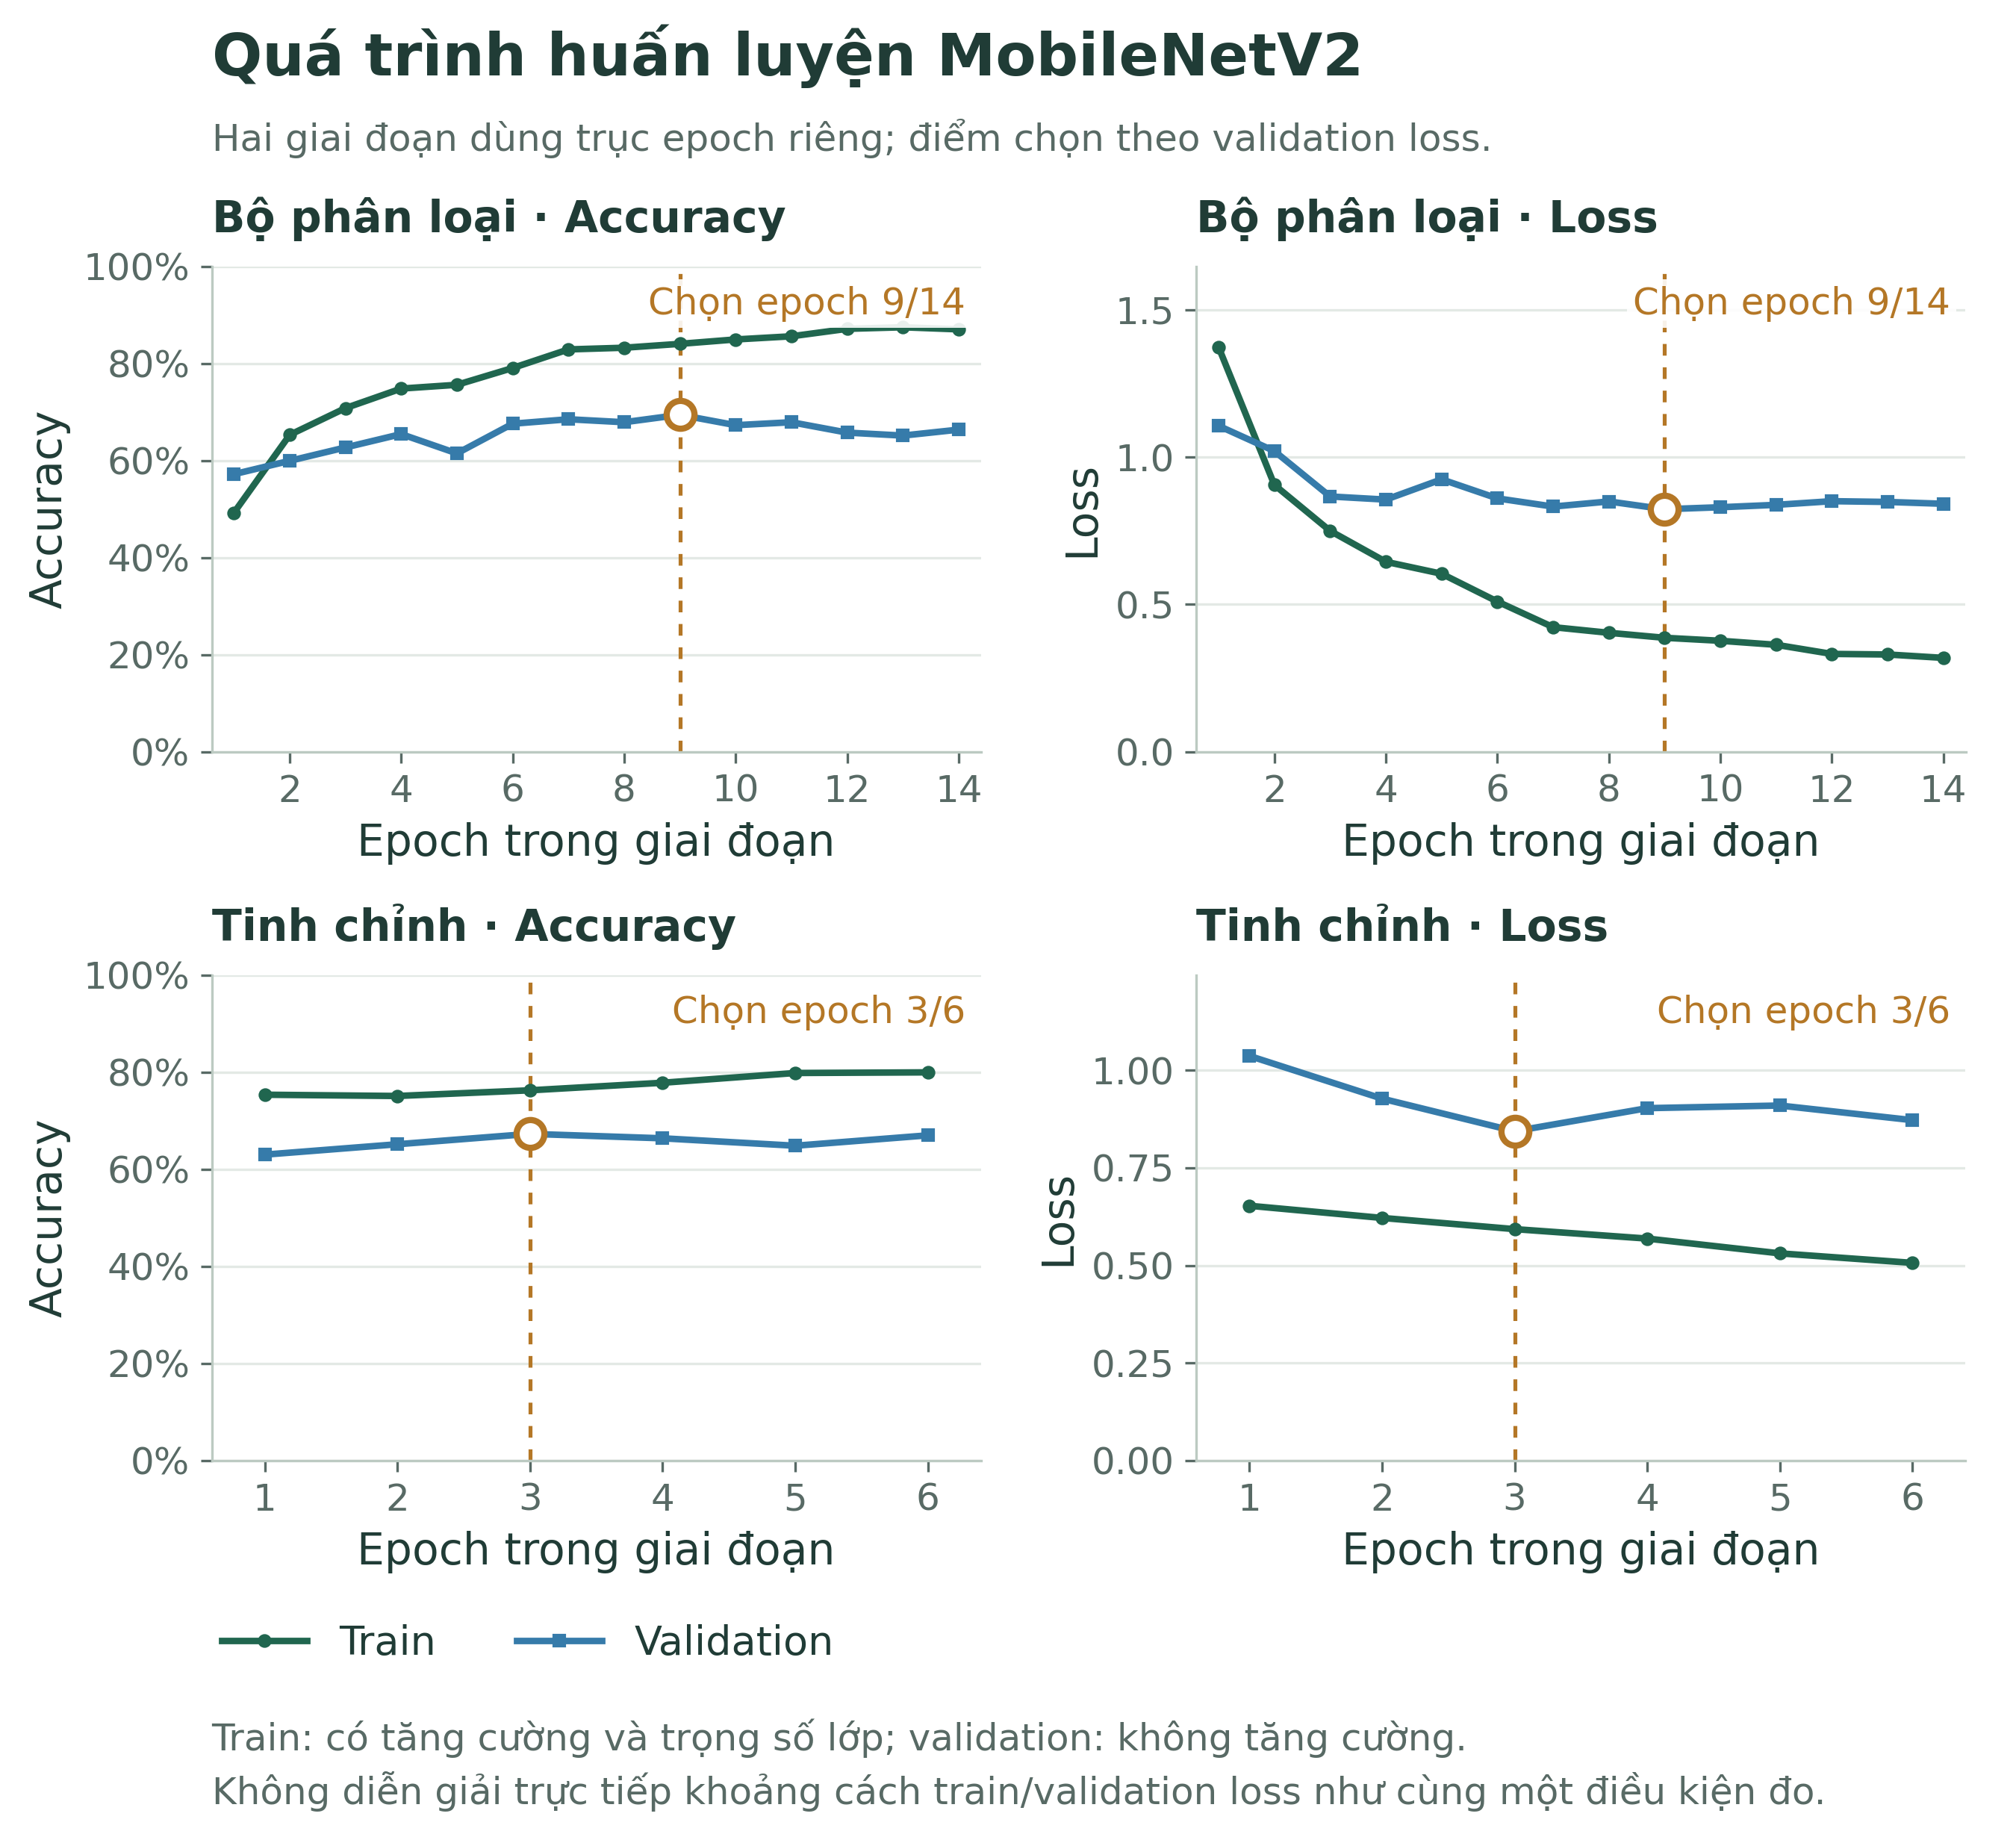 Quá trình huấn luyện MobileNetV2
Hai giai đoạn dùng trục epoch riêng; điểm chọn theo validation loss.
Bộ phân loại · Accuracy
100%
80%
60%
40%
20%
0%
Accuracy
Chọn epoch 9/14
2 4 6 8 10 12 14
Epoch trong giai đoạn
Bộ phân loại · Loss
1.5
1.0
0.5
0.0
Loss
Chọn epoch 9/14
2 4 6 8 10 12 14
Epoch trong giai đoạn
Tinh chỉnh · Accuracy
100%
80%
60%
40%
20%
0%
Accuracy
Chọn epoch 3/6
1 2 3 4 5 6
Epoch trong giai đoạn
Tinh chỉnh · Loss
1.00
0.75
0.50
0.25
0.00
Loss
Chọn epoch 3/6
1 2 3 4 5 6
Epoch trong giai đoạn
Train Validation
Train: có tăng cường và trọng số lớp; validation: không tăng cường.
Không diễn giải trực tiếp khoảng cách train/validation loss như cùng một điều kiện đo.